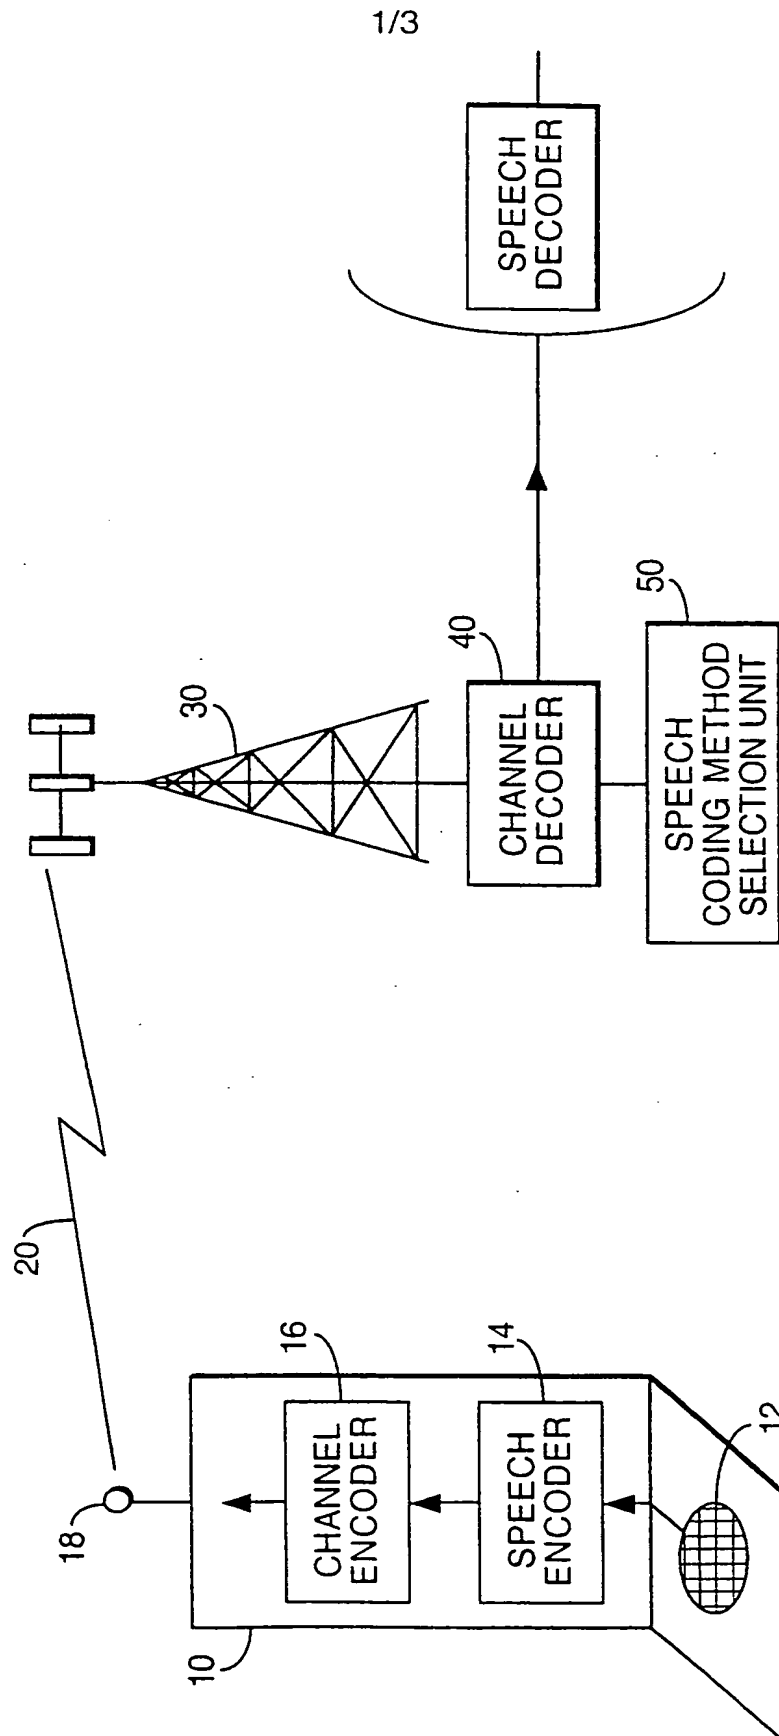 1/3
18
20
10
CHANNEL
ENCODER
16
SPEECH
ENCODER
14
12
30
CHANNEL
DECODER
40
SPEECH
CODING METHOD
SELECTION UNIT
50
SPEECH
DECODER